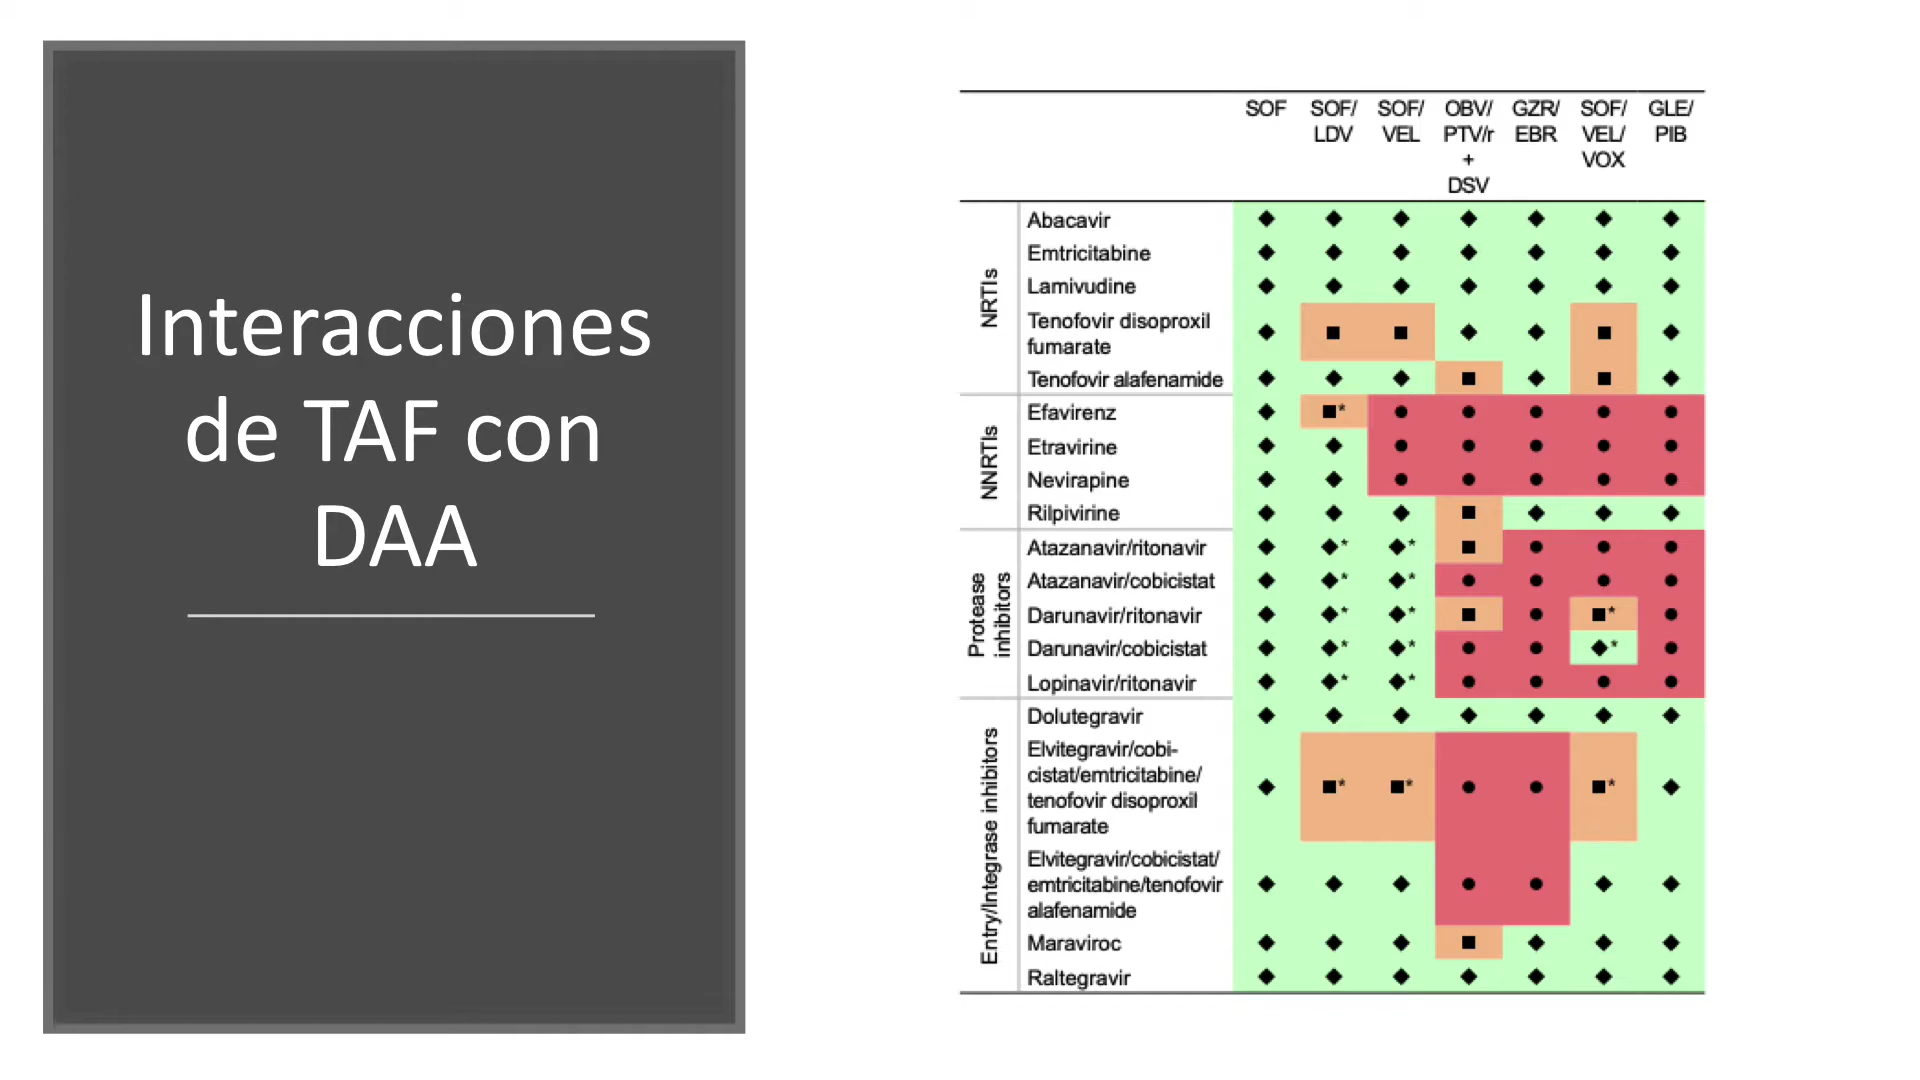 Interacciones
de TAF con
DAA
SOF SOF/ SOF/ OBV/ GZR/ SOF/ GLE/
LDV VEL PTV/r EBR VEL/ PIB
+ VOX
DSV
NRTIs
Abacavir ◆ ◆ ◆ ◆ ◆ ◆ ◆
Emtricitabine ◆ ◆ ◆ ◆ ◆ ◆ ◆
Lamivudine ◆ ◆ ◆ ◆ ◆ ◆ ◆
Tenofovir disoproxil
fumarate ◆ ■ ■ ◆ ◆ ■ ◆
Tenofovir alafenamide ◆ ◆ ◆ ■ ◆ ■ ◆
NNRTIs
Efavirenz ◆ ■* ● ● ● ● ●
Etravirine ◆ ◆ ● ● ● ● ●
Nevirapine ◆ ◆ ● ● ● ● ●
Rilpivirine ◆ ◆ ◆ ■ ◆ ◆ ◆
Protease
inhibitors
Atazanavir/ritonavir ◆ ◆* ◆* ■ ● ● ●
Atazanavir/cobicistat ◆ ◆* ◆* ● ● ● ●
Darunavir/ritonavir ◆ ◆* ◆* ■ ● ■* ●
Darunavir/cobicistat ◆ ◆* ◆* ● ● ◆* ●
Lopinavir/ritonavir ◆ ◆* ◆* ● ● ● ●
Entry/Integrase inhibitors
Dolutegravir ◆ ◆ ◆ ◆ ◆ ◆ ◆
Elvitegravir/cobi-
cistat/emtricitabine/
tenofovir disoproxil
fumarate ◆ ■* ■* ● ● ■* ◆
Elvitegravir/cobicistat/
emtricitabine/tenofovir
alafenamide ◆ ◆ ◆ ● ● ◆ ◆
Maraviroc ◆ ◆ ◆ ■ ◆ ◆ ◆
Raltegravir ◆ ◆ ◆ ◆ ◆ ◆ ◆